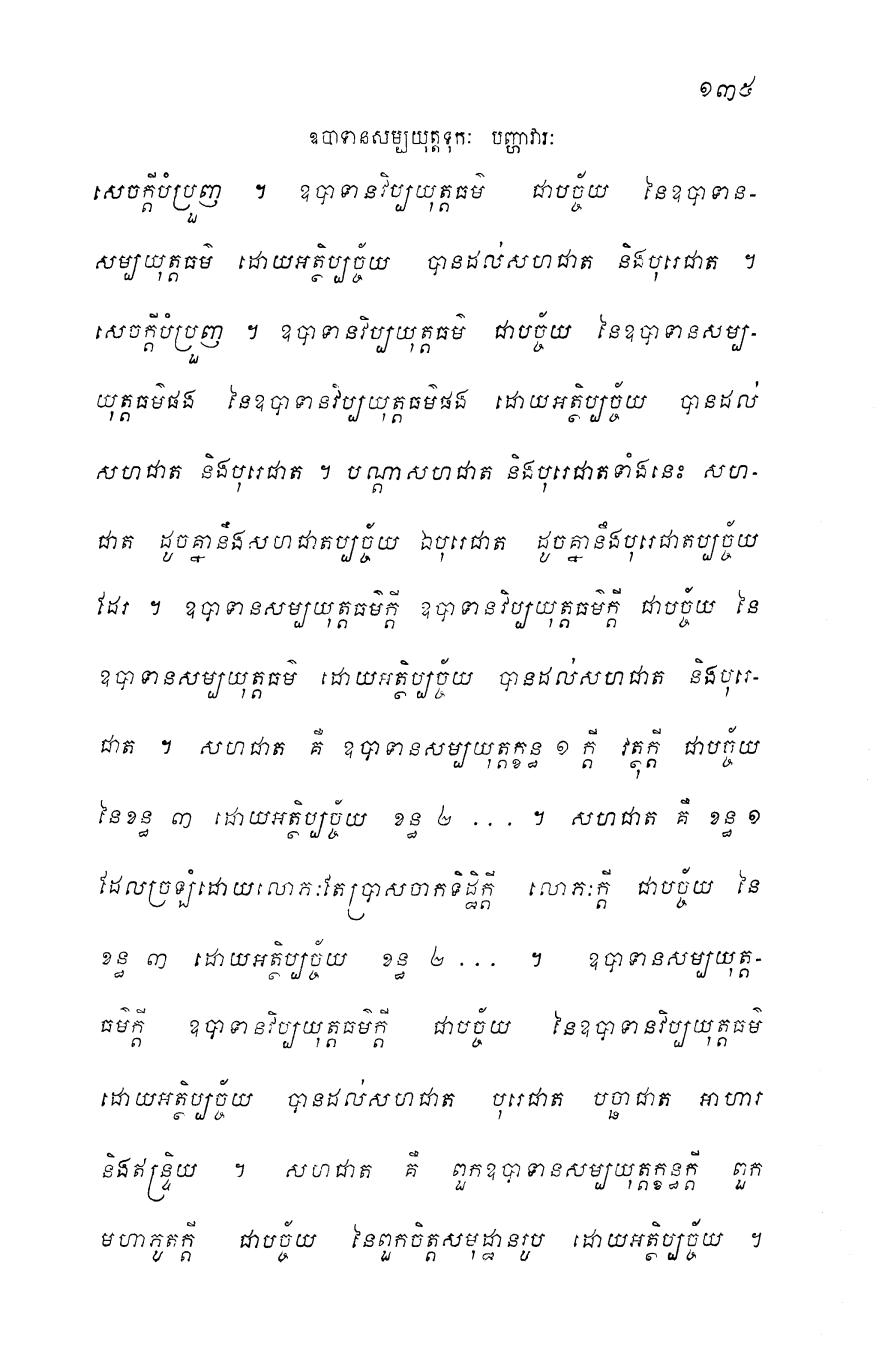 ១៣៥
ឧបាទានសម្បយុត្តទុកៈ បញ្ហាវារៈ
សេចក្តីបំប្រួញ ។ ឧបាទានវិប្បយុត្តធម៌ ជាបច្ច័យ នៃឧបាទាន-
សម្បយុត្តធម៌ ដោយអត្ថិប្បច្ច័យ បានដល់សហជាត និងបុរេជាត ។
សេចក្តីបំប្រួញ ។ ឧបាទានវិប្បយុត្តធម៌ ជាបច្ច័យ នៃឧបាទានសម្ប-
យុត្តធម៌ផង នៃឧបាទានវិប្បយុត្តធម៌ផង ដោយអត្ថិប្បច្ច័យ បានដល់
សហជាត និងបុរេជាត ។ បណ្តាសហជាត និងបុរេជាតទាំងនេះ សហ-
ជាត ដូចគ្នានឹងសហជាតប្បច្ច័យ ឯបុរេជាត ដូចគ្នានឹងបុរេជាតប្បច្ច័យ
ដែរ ។ ឧបាទានសម្បយុត្តធម៌ក្តី ឧបាទានវិប្បយុត្តធម៌ក្តី ជាបច្ច័យ នៃ
ឧបាទានសម្បយុត្តធម៌ ដោយអត្ថិប្បច្ច័យ បានដល់សហជាត និងបុរេ-
ជាត ។ សហជាត គឺ ឧបាទានសម្បយុត្តក្ខន្ធ ១ ក្តី វត្ថុក្តី ជាបច្ច័យ
នៃខន្ធ ៣ ដោយអត្ថិប្បច្ច័យ ខន្ធ ២ ... ។ សហជាត គឺ ខន្ធ ១
ដែលច្រឡំដោយលោភៈតែប្រាសចាកទិដ្ឋិក្តី លោភៈក្តី ជាបច្ច័យ នៃ
ខន្ធ ៣ ដោយអត្ថិប្បច្ច័យ ខន្ធ ២ ... ។ ឧបាទានសម្បយុត្ត-
ធម៌ក្តី ឧបាទានវិប្បយុត្តធម៌ក្តី ជាបច្ច័យ នៃឧបាទានវិប្បយុត្តធម៌
ដោយអត្ថិប្បច្ច័យ បានដល់សហជាត បុរេជាត បច្ឆាជាត អាហារ
និងឥន្ទ្រិយ ។ សហជាត គឺ ពួកឧបាទានសម្បយុត្តក្ខន្ធក្តី ពួក
មហាភូតក្តី ជាបច្ច័យ នៃពួកចិត្តសមុដ្ឋានរូប ដោយអត្ថិប្បច្ច័យ ។